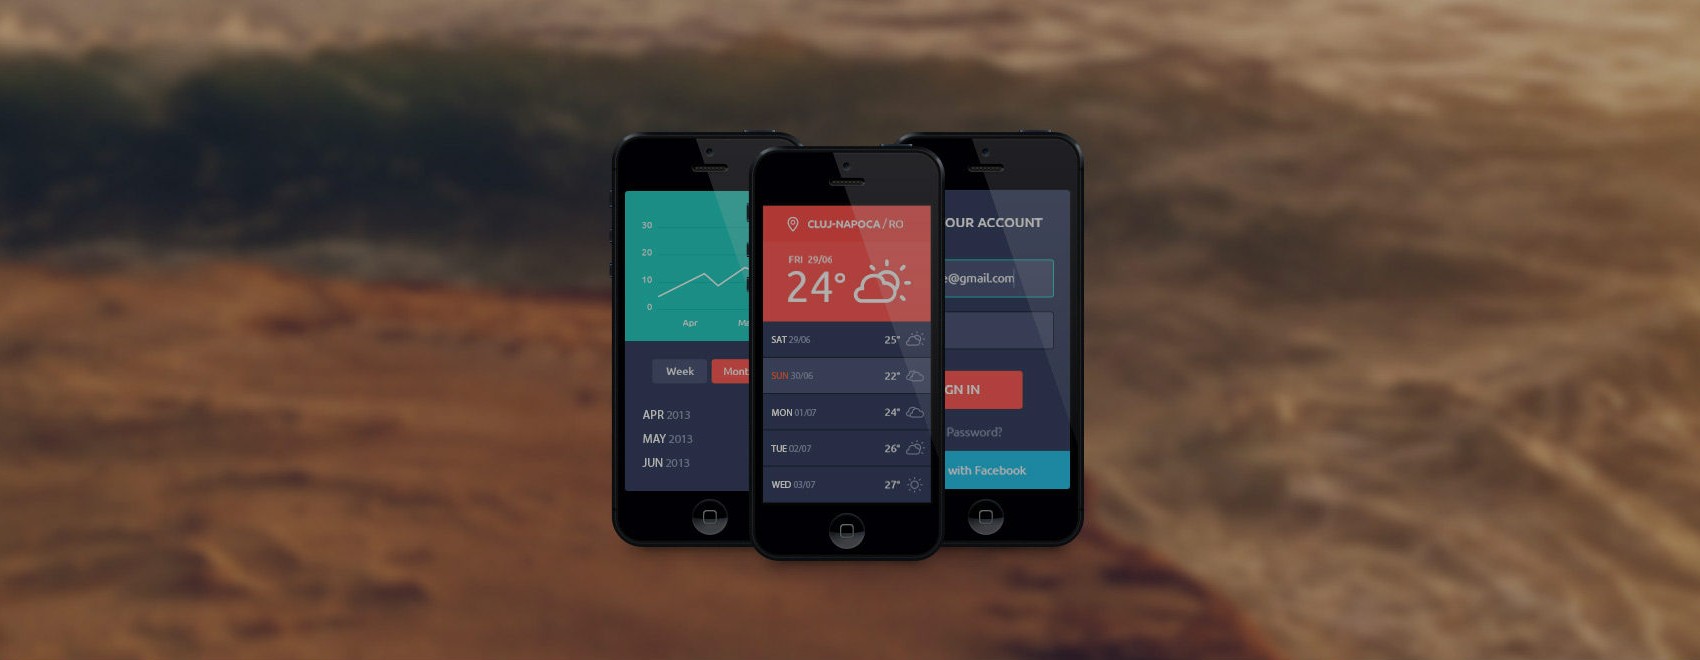 30
20
10
0
Apr
Week
APR 2013
MAY 2013
JUN 2013
CLUJ-NAPOCA / RO
FRI 29/06
24°
SAT 29/06 25°
SUN 30/06 22°
MON 01/07 24°
TUE 02/07 26°
WED 03/07 27°
OUR ACCOUNT
e@gmail.com
GN IN
Password?
with Facebook